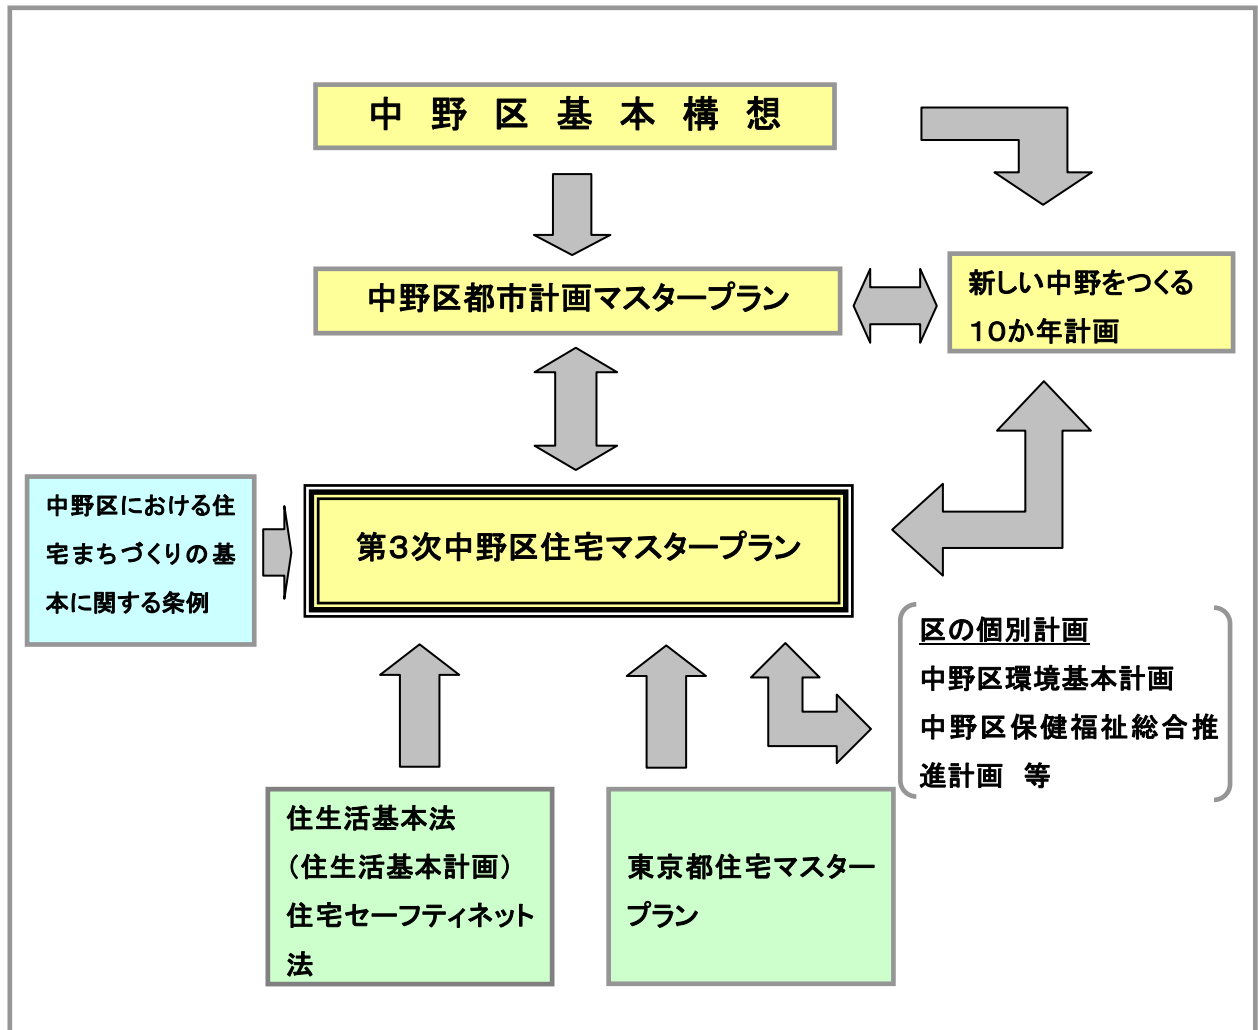 中野区基本構想
中野区都市計画マスタープラン
新しい中野をつくる
10か年計画
中野区における住
宅まちづくりの基
本に関する条例
第3次中野区住宅マスタープラン
区の個別計画
中野区環境基本計画
中野区保健福祉総合推
進計画 等
住生活基本法
(住生活基本計画)
住宅セーフティネット
法
東京都住宅マスター
プラン